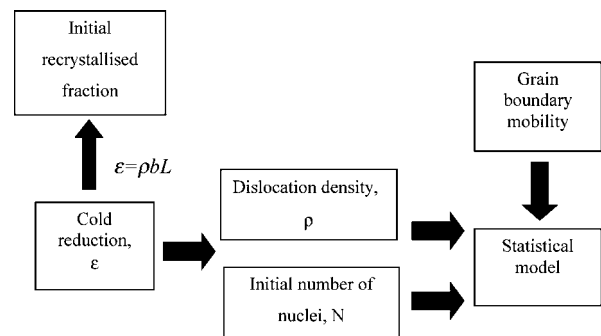 Initial
recrystallised
fraction
Grain
boundary
mobility
ε=ρbL
Dislocation density,
ρ
Cold
reduction,
ε
Statistical
model
Initial number of
nuclei, N